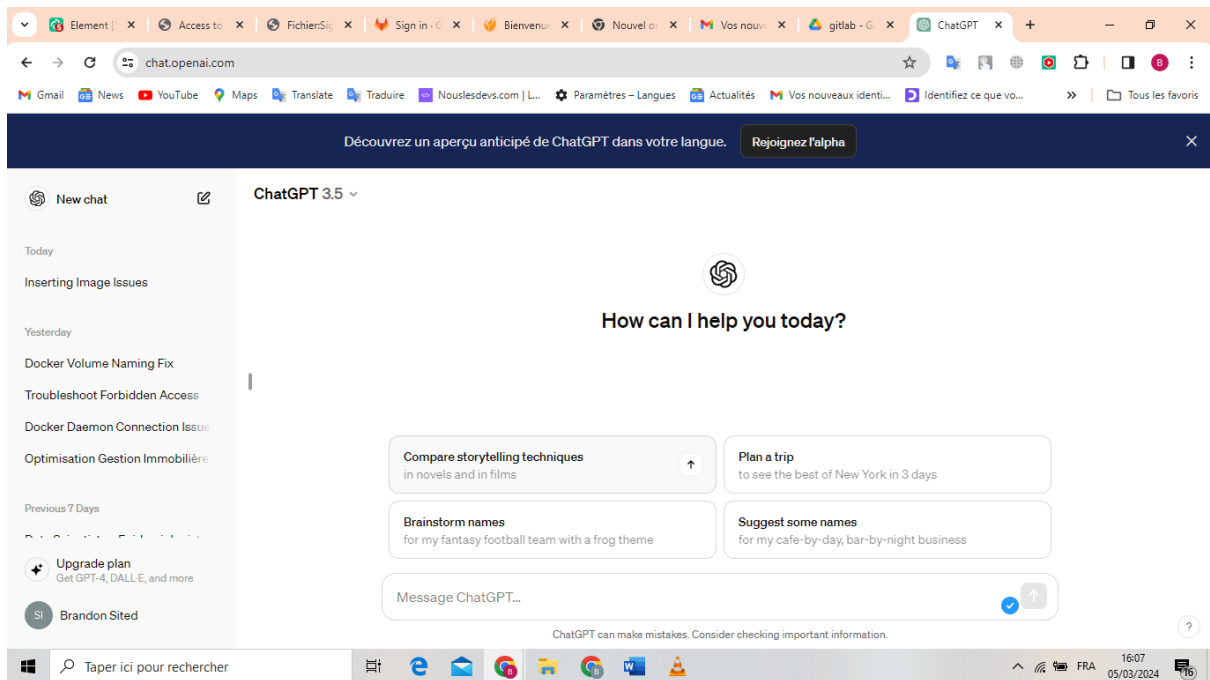 Element [
Access to
Fichier:Sig
Sign in · G
Bienvenue
Nouvel or
Vos nouve
gitlab - G
ChatGPT
chat.openai.com
B
Gmail
News
YouTube
Maps
Translate
Traduire
Nouslesdevs.com | L...
Paramètres – Langues
Actualités
Vos nouveaux identi...
Identifiez ce que vo...
Tous les favoris
Découvrez un aperçu anticipé de ChatGPT dans votre langue.
Rejoignez l'alpha
New chat
ChatGPT 3.5
Today
Inserting Image Issues
How can I help you today?
Yesterday
Docker Volume Naming Fix
Troubleshoot Forbidden Access
Docker Daemon Connection Issue
Optimisation Gestion Immobilière
Compare storytelling techniques
in novels and in films
Plan a trip
to see the best of New York in 3 days
Previous 7 Days
Brainstorm names
for my fantasy football team with a frog theme
Suggest some names
for my cafe-by-day, bar-by-night business
Upgrade plan
Get GPT-4, DALL·E, and more
SI
Brandon Sited
Message ChatGPT...
ChatGPT can make mistakes. Consider checking important information.
?
Taper ici pour rechercher
FRA
16:07
05/03/2024
16